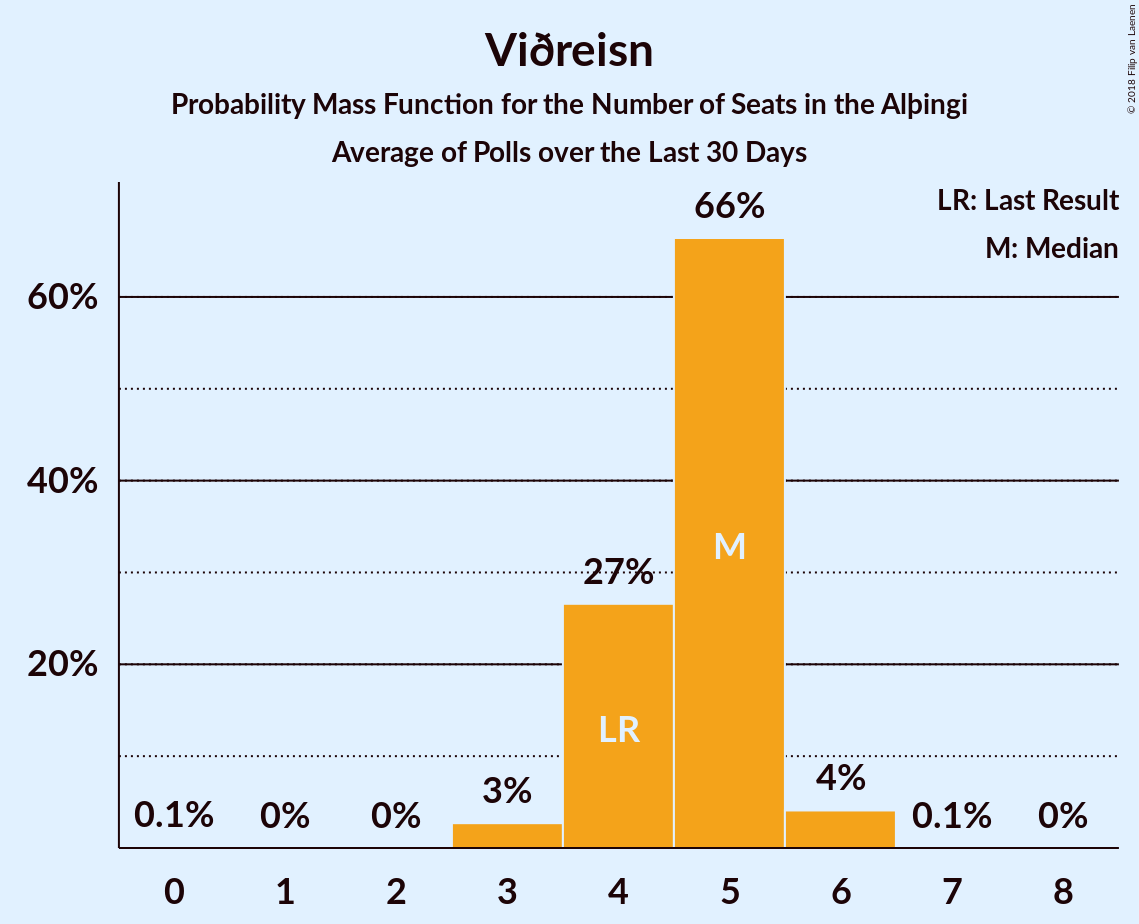 Viðreisn
Probability Mass Function for the Number of Seats in the Alþingi
Average of Polls over the Last 30 Days
© 2018 Filip van Laenen
LR: Last Result
M: Median
66%
60%
40%
20%
27%
M
LR
0.1%
0%
0%
3%
4%
0.1%
0%
0 1 2 3 4 5 6 7 8